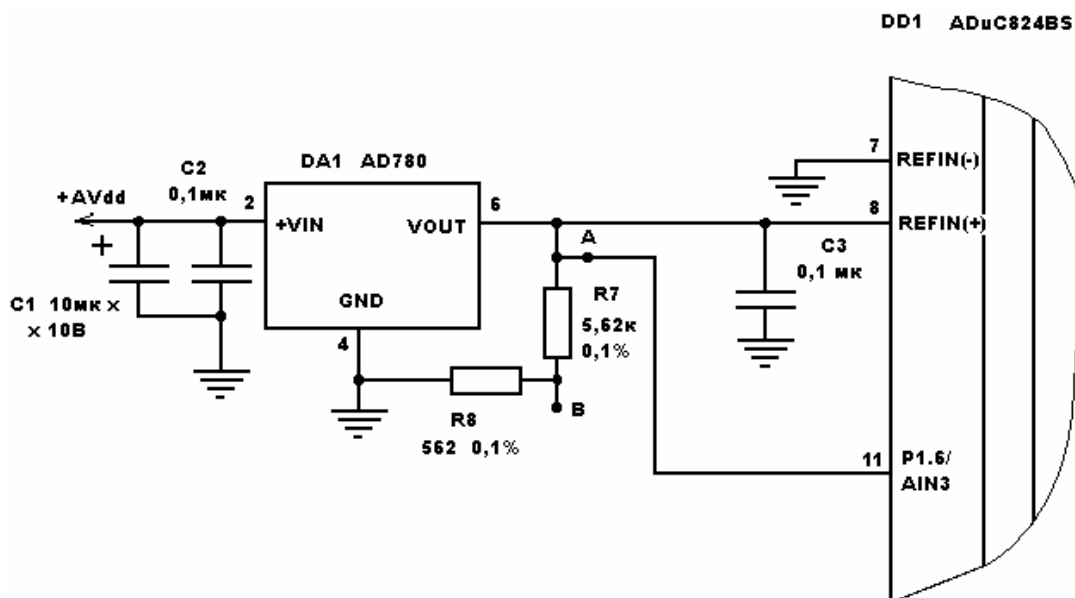 DD1 ADuC824BS
C2
0,1мк
DA1 AD780
+AVdd
2
+VIN
VOUT
6
7
REFIN(-)
8
REFIN(+)
+
C1 10мк ×
× 10В
GND
4
A
R7
5,62к
0,1%
C3
0,1 мк
R8
562 0,1%
B
11
P1.6/
AIN3